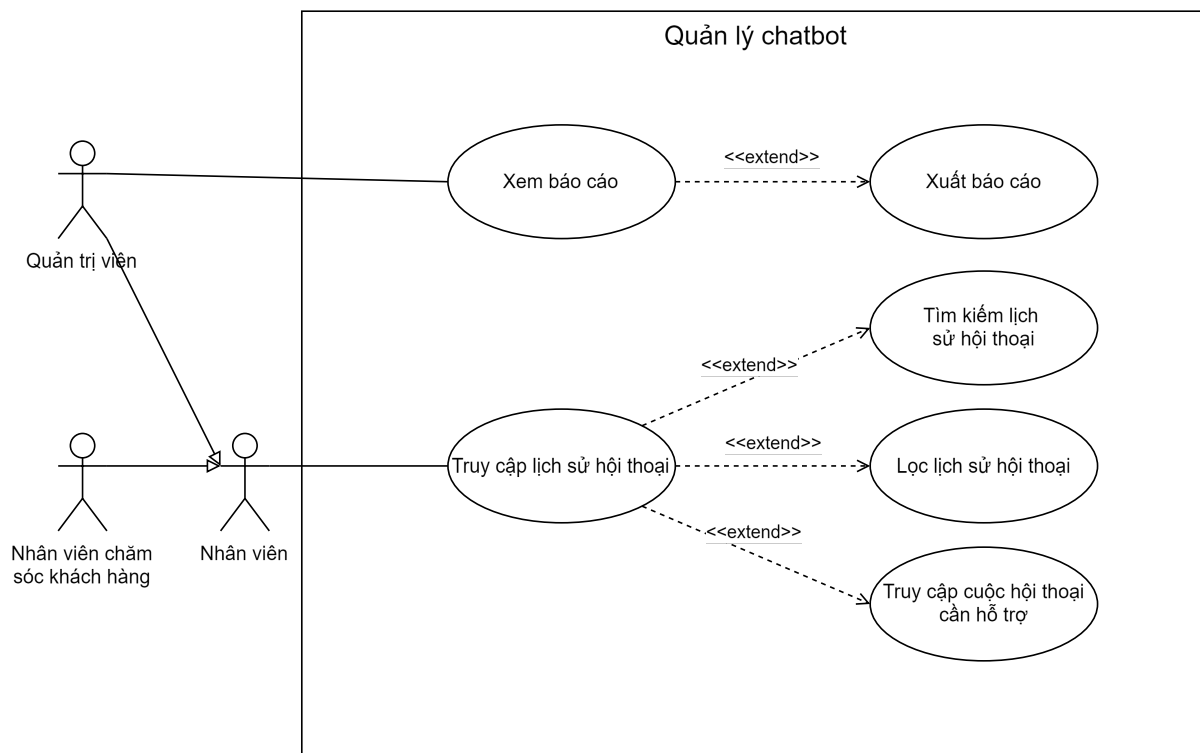 Quản lý chatbot
Xem báo cáo
<<extend>>
Xuất báo cáo
Quản trị viên
Tìm kiếm lịch
sử hội thoại
<<extend>>
Truy cập lịch sử hội thoại
<<extend>>
Lọc lịch sử hội thoại
<<extend>>
Truy cập cuộc hội thoại
cần hỗ trợ
Nhân viên chăm
sóc khách hàng
Nhân viên